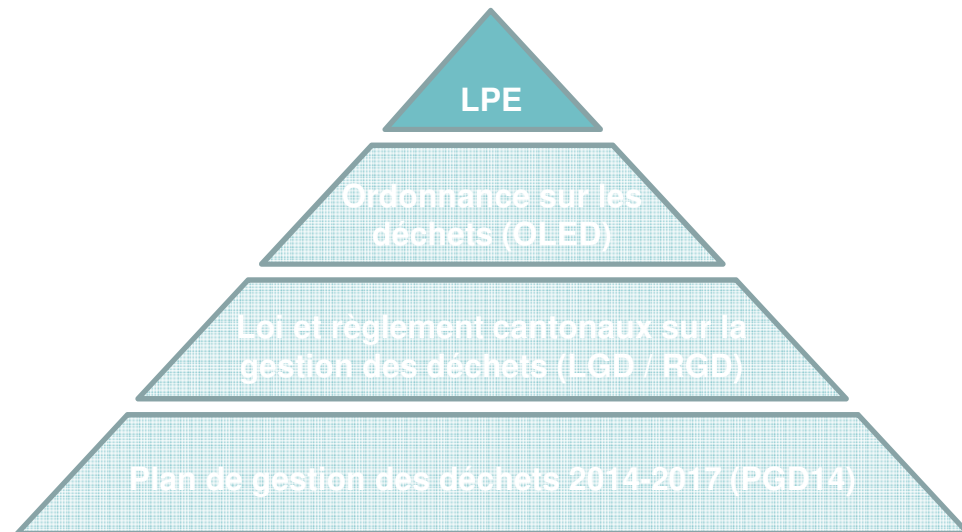 LPE
Ordonnance sur les
déchets (OLED)
Loi et règlement cantonaux sur la
gestion des déchets (LGD / RGD)
Plan de gestion des déchets 2014-2017 (PGD14)